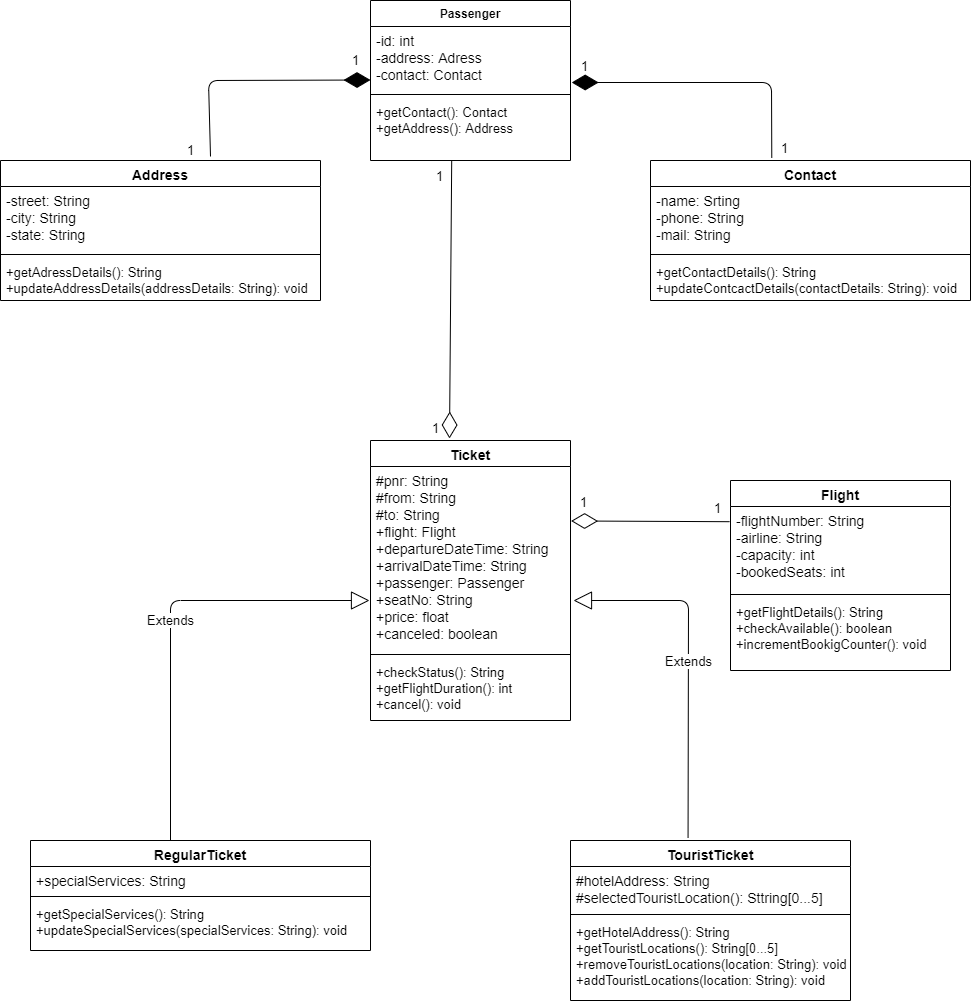 Passenger
-id: int
-address: Adress
-contact: Contact
+getContact(): Contact
+getAddress(): Address
1
1
1
1
Address
-street: String
-city: String
-state: String
+getAdressDetails(): String
+updateAddressDetails(addressDetails: String): void
1
Contact
-name: Srting
-phone: String
-mail: String
+getContactDetails(): String
+updateContcactDetails(contactDetails: String): void
1
Ticket
#pnr: String
#from: String
#to: String
+flight: Flight
+departureDateTime: String
+arrivalDateTime: String
+passenger: Passenger
+seatNo: String
+price: float
+canceled: boolean
+checkStatus(): String
+getFlightDuration(): int
+cancel(): void
1
1
Flight
-flightNumber: String
-airline: String
-capacity: int
-bookedSeats: int
+getFlightDetails(): String
+checkAvailable(): boolean
+incrementBookigCounter(): void
Extends
Extends
RegularTicket
+specialServices: String
+getSpecialServices(): String
+updateSpecialServices(specialServices: String): void
TouristTicket
#hotelAddress: String
#selectedTouristLocation(): Sttring[0...5]
+getHotelAddress(): String
+getTouristLocations(): String[0...5]
+removeTouristLocations(location: String): void
+addTouristLocations(location: String): void